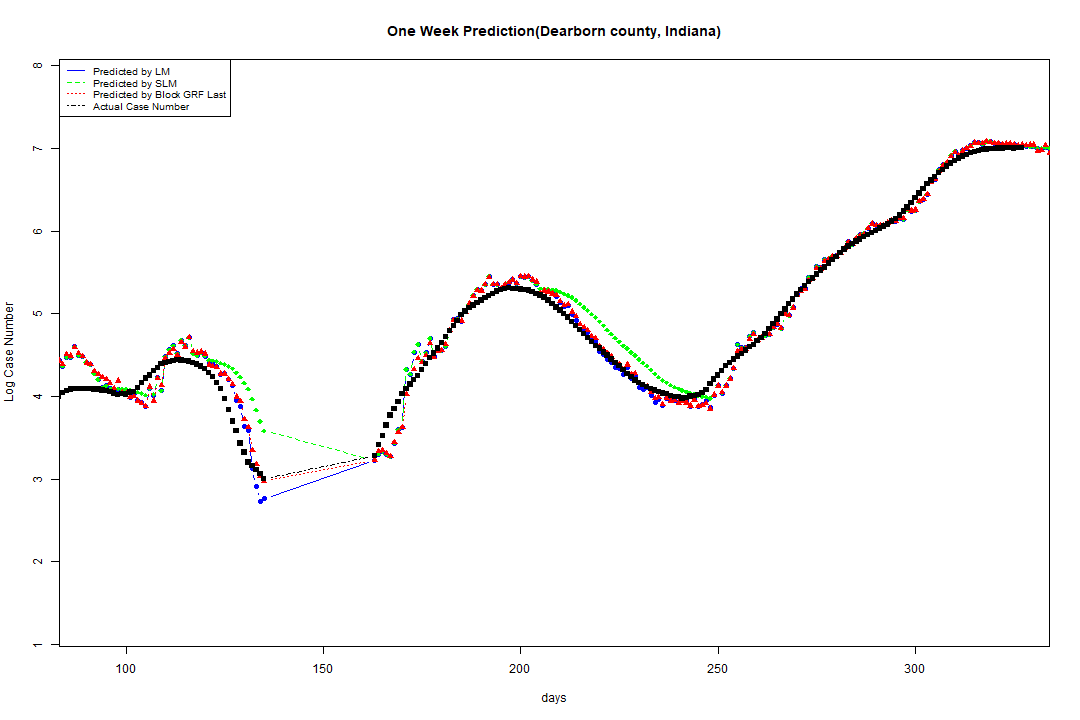 One Week Prediction(Dearborn county, Indiana)
Predicted by LM
Predicted by SLM
Predicted by Block GRF Last
Actual Case Number
8
7
6
5
4
3
2
1
Log Case Number
100 150 200 250 300
days